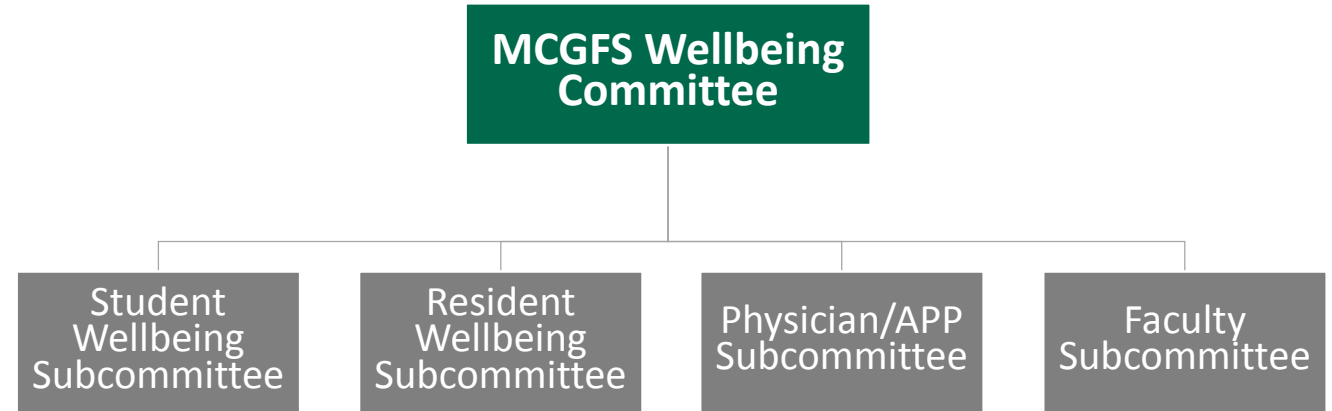 MCGFS Wellbeing
Committee
Student
Wellbeing
Subcommittee
Resident
Wellbeing
Subcommittee
Physician/APP
Subcommittee
Faculty
Subcommittee